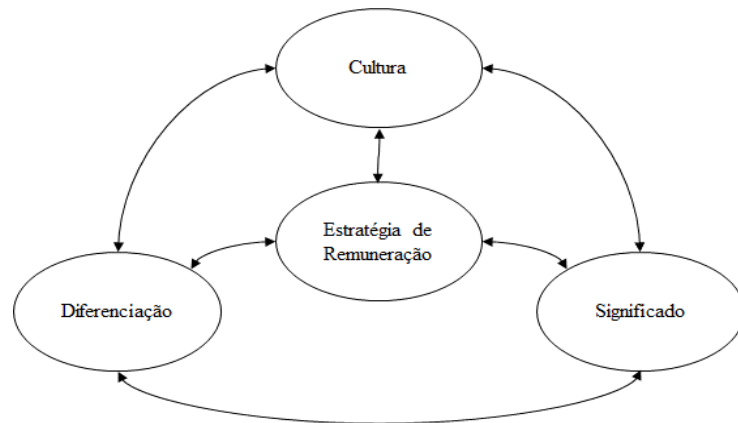 Cultura
Estratégia de
Remuneração
Diferenciação
Significado